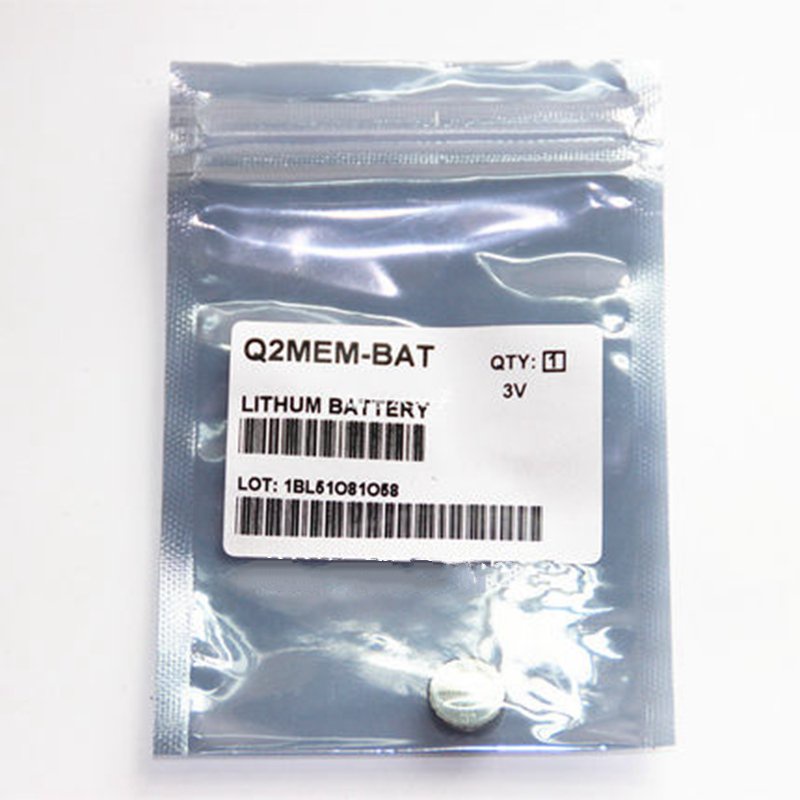 Q2MEM-BAT
QTY: 1
3V
LITHUM BATTERY
LOT: 1BL51O81O58